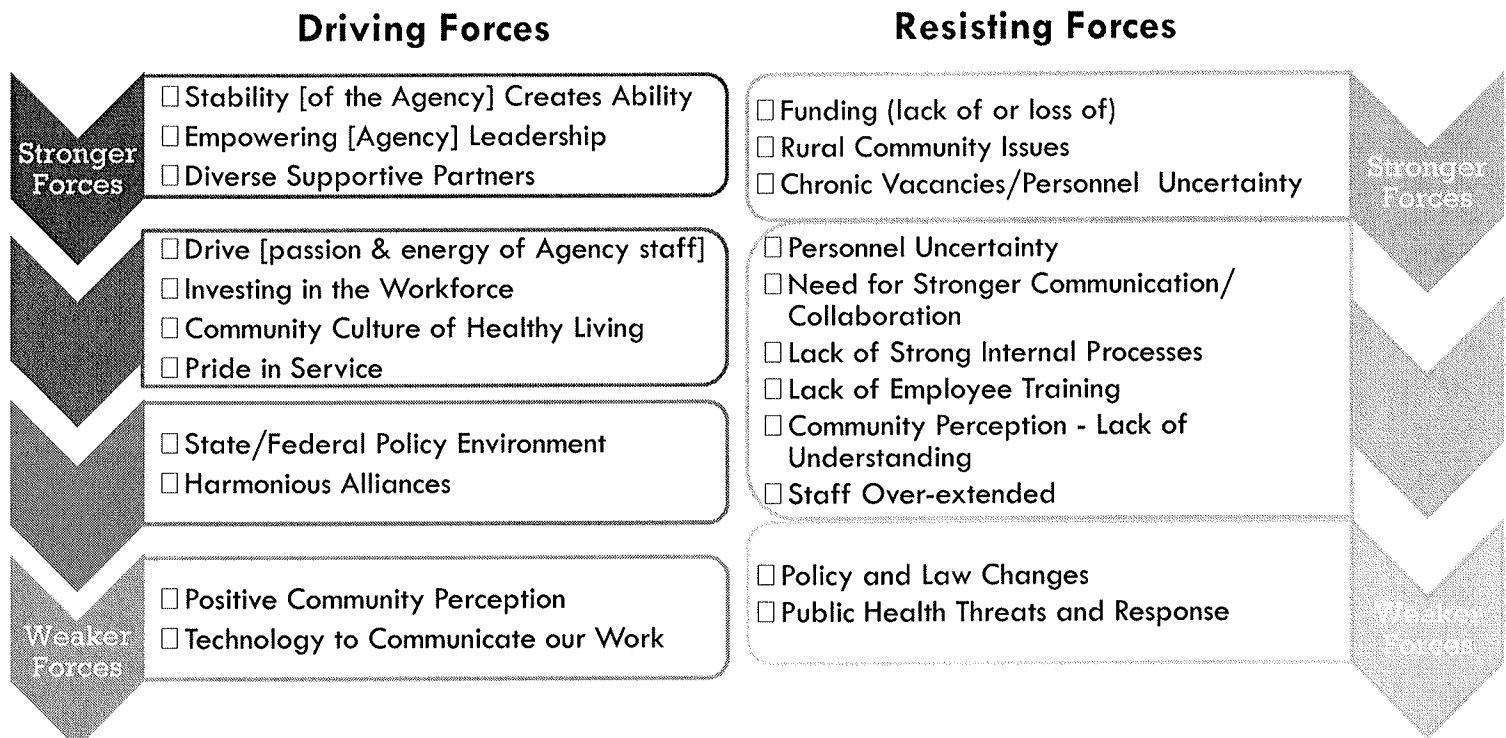 Driving Forces
Stronger
Forces
☐ Stability [of the Agency] Creates Ability
☐ Empowering [Agency] Leadership
☐ Diverse Supportive Partners
☐ Drive [passion & energy of Agency staff]
☐ Investing in the Workforce
☐ Community Culture of Healthy Living
☐ Pride in Service
☐ State/Federal Policy Environment
☐ Harmonious Alliances
Weaker
Forces
☐ Positive Community Perception
☐ Technology to Communicate our Work
Resisting Forces
☐ Funding (lack of or loss of)
☐ Rural Community Issues
☐ Chronic Vacancies/Personnel Uncertainty
Stronger
Forces
☐ Personnel Uncertainty
☐ Need for Stronger Communication/
Collaboration
☐ Lack of Strong Internal Processes
☐ Lack of Employee Training
☐ Community Perception - Lack of
Understanding
☐ Staff Over-extended
☐ Policy and Law Changes
☐ Public Health Threats and Response
Weaker
Forces